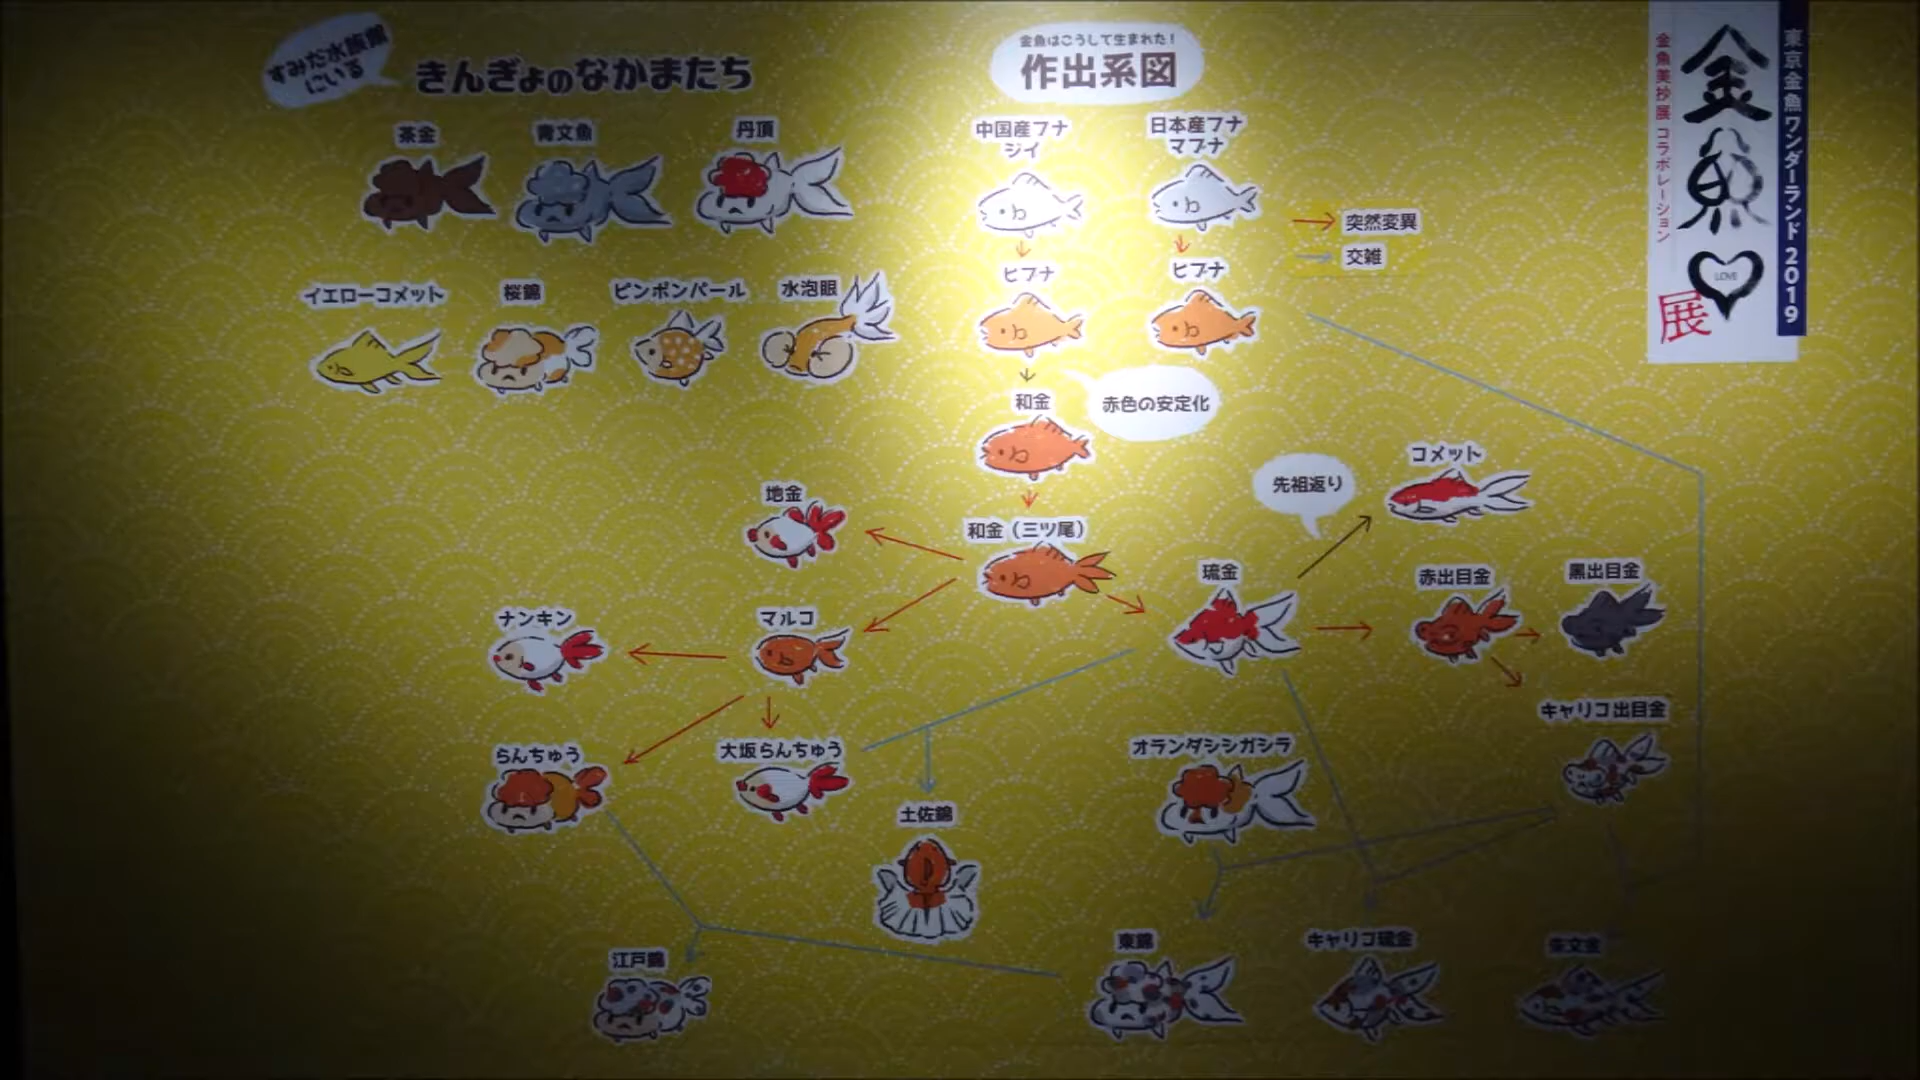 すみだ水族館
にいる
きんぎょのなかまたち
茶金
青文魚
丹頂
イエローコメット
桜錦
ピンポンパール
水泡眼
金魚はこうして生まれた!
作出系図
中国産フナ
ジイ
日本産フナ
マブナ
突然変異
交雑
ヒブナ
ヒブナ
和金
赤色の安定化
地金
和金(三ツ尾)
先祖返り
コメット
琉金
赤出目金
黒出目金
ナンキン
マルコ
キャリコ出目金
らんちゅう
大坂らんちゅう
オランダシシガシラ
土佐錦
江戸錦
東錦
キャリコ琉金
朱文金
東京金魚ワンダーランド2019
金魚
LOVE
展
金魚美抄展 コラボレーション